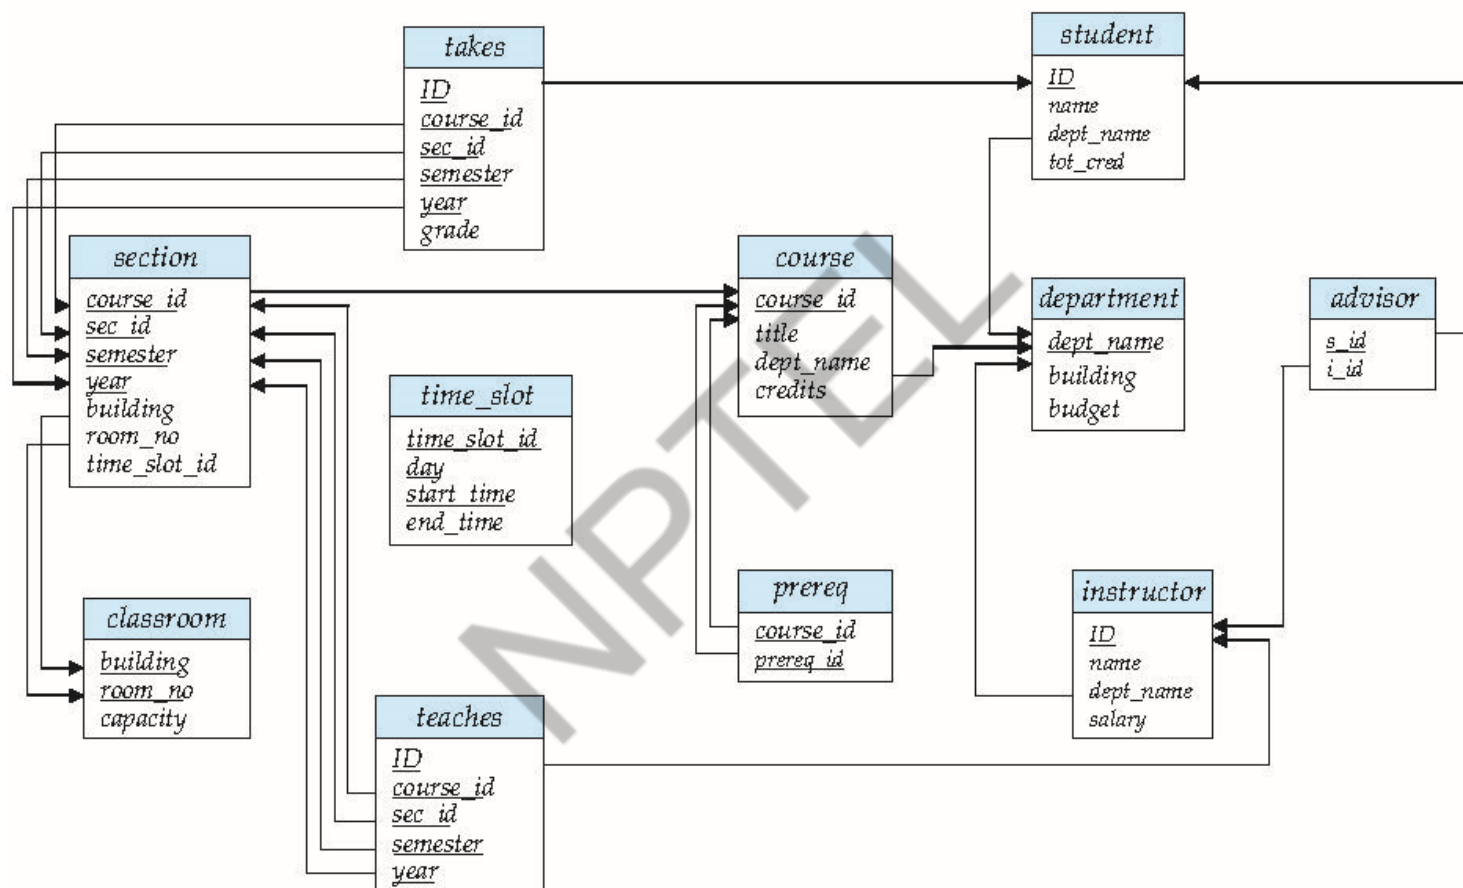 takes
ID
course_id
sec_id
semester
year
grade
student
ID
name
dept_name
tot_cred
section
course_id
sec_id
semester
year
building
room_no
time_slot_id
course
course_id
title
dept_name
credits
department
dept_name
building
budget
advisor
s_id
i_id
time_slot
time_slot_id
day
start_time
end_time
classroom
building
room_no
capacity
prereq
course_id
prereq_id
instructor
ID
name
dept_name
salary
teaches
ID
course_id
sec_id
semester
year
NPTEL